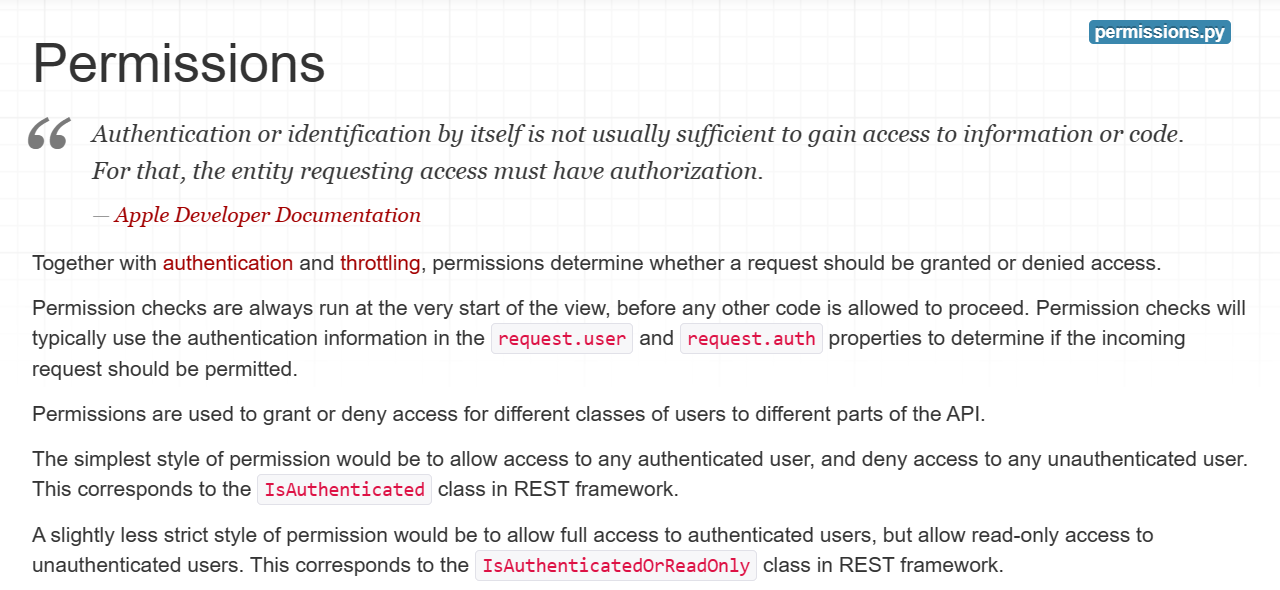 permissions.py
Permissions
“ Authentication or identification by itself is not usually sufficient to gain access to information or code.
For that, the entity requesting access must have authorization.
— Apple Developer Documentation
Together with authentication and throttling, permissions determine whether a request should be granted or denied access.
Permission checks are always run at the very start of the view, before any other code is allowed to proceed. Permission checks will
typically use the authentication information in the request.user and request.auth properties to determine if the incoming
request should be permitted.
Permissions are used to grant or deny access for different classes of users to different parts of the API.
The simplest style of permission would be to allow access to any authenticated user, and deny access to any unauthenticated user.
This corresponds to the IsAuthenticated class in REST framework.
A slightly less strict style of permission would be to allow full access to authenticated users, but allow read-only access to
unauthenticated users. This corresponds to the IsAuthenticatedOrReadOnly class in REST framework.